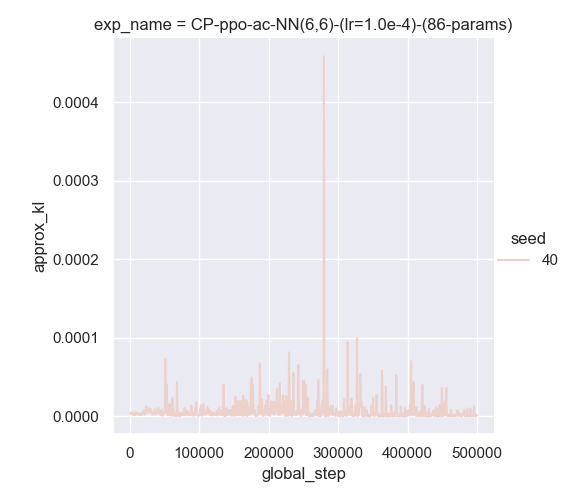 exp_name = CP-ppo-ac-NN(6,6)-(lr=1.0e-4)-(86-params)
approx_kl
0.0004
0.0003
0.0002
0.0001
0.0000
0 100000 200000 300000 400000 500000
global_step
seed
40